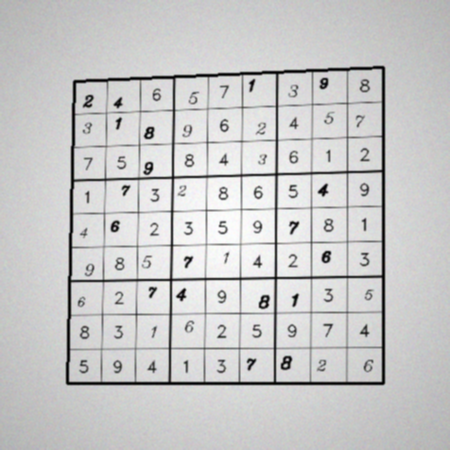 2 4 6 5 7 1 3 9 8
3 1 8 9 6 2 4 5 7
7 5 9 8 4 3 6 1 2
1 7 3 2 8 6 5 4 9
4 6 2 3 5 9 7 8 1
9 8 5 7 1 4 2 6 3
6 2 7 4 9 8 1 3 5
8 3 1 6 2 5 9 7 4
5 9 4 1 3 7 8 2 6